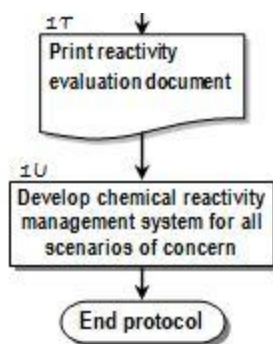 1T
Print reactivity
evaluation document
1U
Develop chemical reactivity
management system for all
scenarios of concern
End protocol